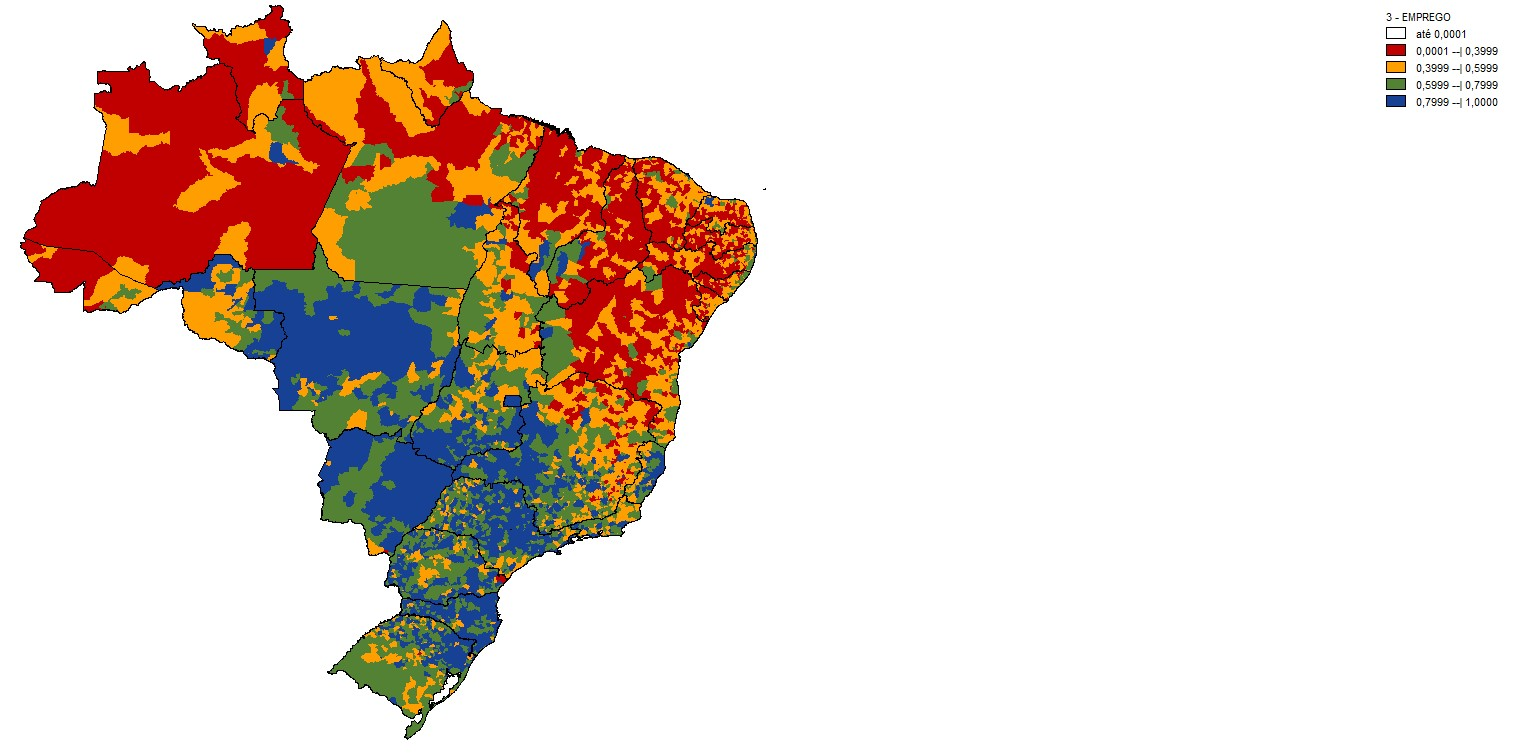 3 - EMPREGO
até 0,0001
0,0001 --| 0,3999
0,3999 --| 0,5999
0,5999 --| 0,7999
0,7999 --| 1,0000